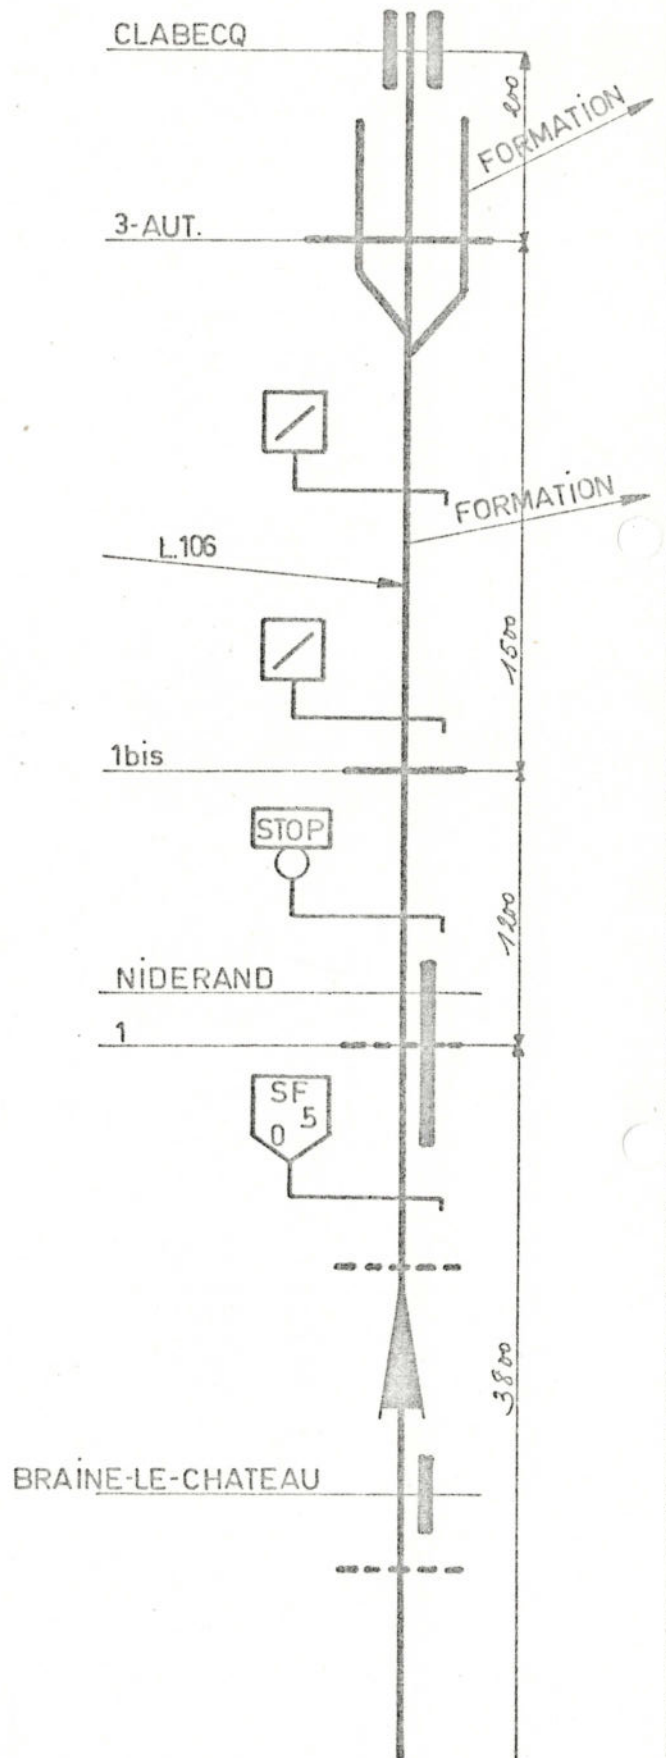 CLABECQ
200
FORMATION
3-AUT.
FORMATION
L.106
1500
1bis
STOP
1200
NIDERAND
1
SF
5
0
3800
BRAINE-LE-CHATEAU